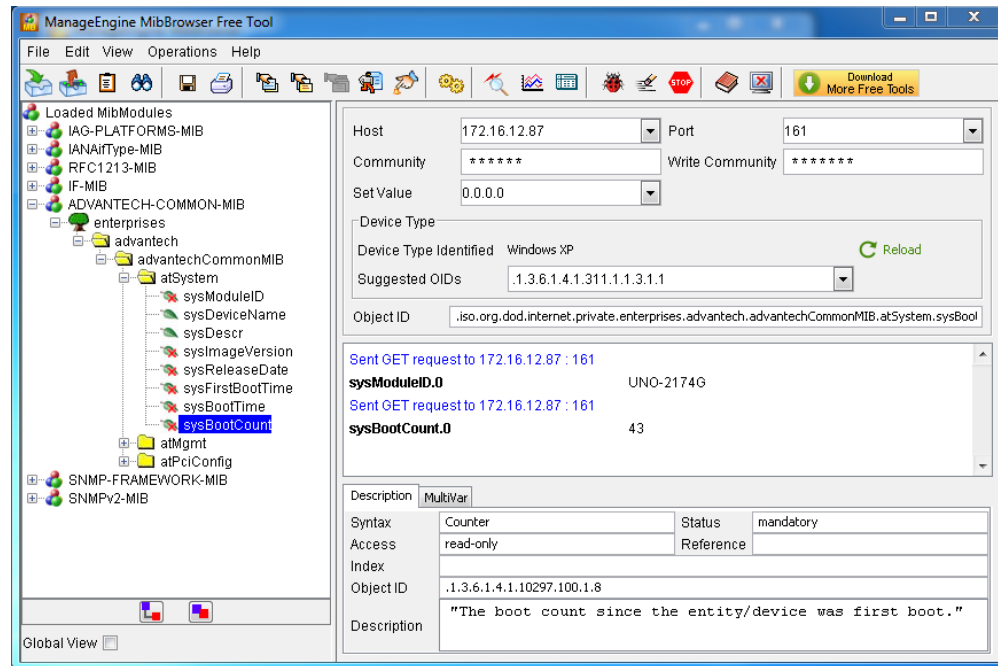 ManageEngine MibBrowser Free Tool
File Edit View Operations Help
STOP
Download
More Free Tools
Loaded MibModules
IAG-PLATFORMS-MIB
IANAifType-MIB
RFC1213-MIB
IF-MIB
ADVANTECH-COMMON-MIB
enterprises
advantech
advantechCommonMIB
atSystem
sysModuleID
sysDeviceName
sysDescr
sysImageVersion
sysReleaseDate
sysFirstBootTime
sysBootTime
sysBootCount
atMgmt
atPciConfig
SNMP-FRAMEWORK-MIB
SNMPv2-MIB
Global View
Host 172.16.12.87 Port 161
Community ****** Write Community *******
Set Value 0.0.0.0
Device Type
Device Type Identified Windows XP Reload
Suggested OIDs .1.3.6.1.4.1.311.1.1.3.1.1
Object ID .iso.org.dod.internet.private.enterprises.advantech.advantechCommonMIB.atSystem.sysBool
Sent GET request to 172.16.12.87 : 161
sysModuleID.0 UNO-2174G
Sent GET request to 172.16.12.87 : 161
sysBootCount.0 43
Description MultiVar
Syntax Counter Status mandatory
Access read-only Reference
Index
Object ID .1.3.6.1.4.1.10297.100.1.8
Description "The boot count since the entity/device was first boot."